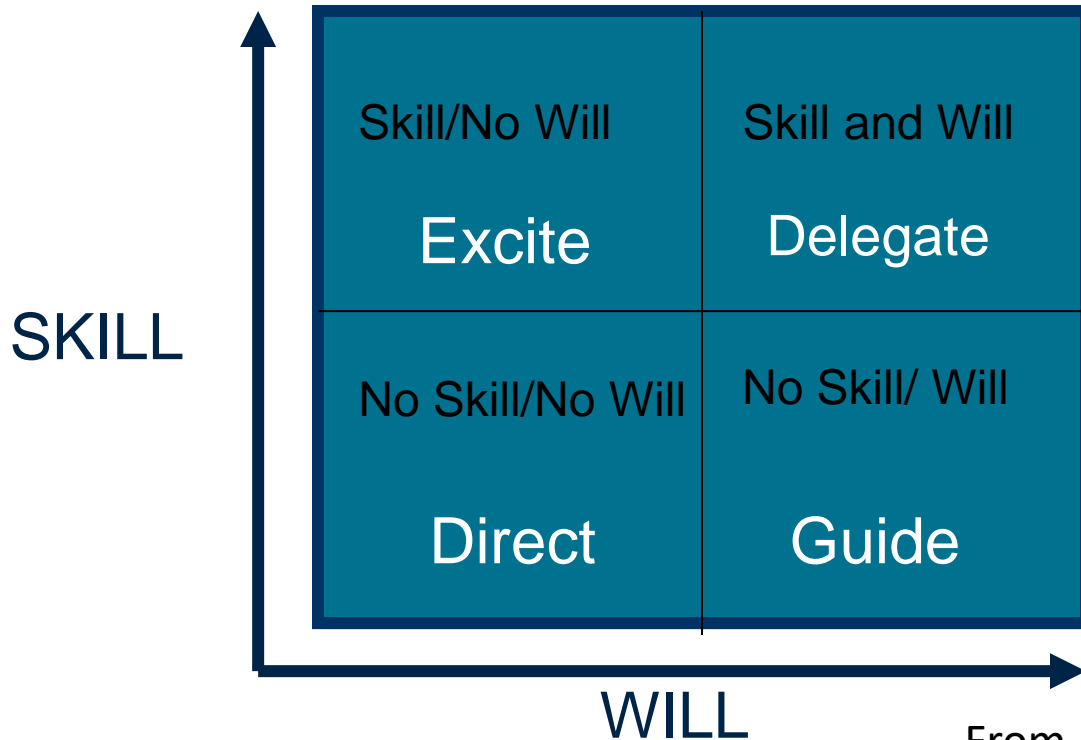 Skill/No Will
Skill and Will
Excite
Delegate
SKILL
No Skill/No Will
No Skill/ Will
Direct
Guide
WILL
From